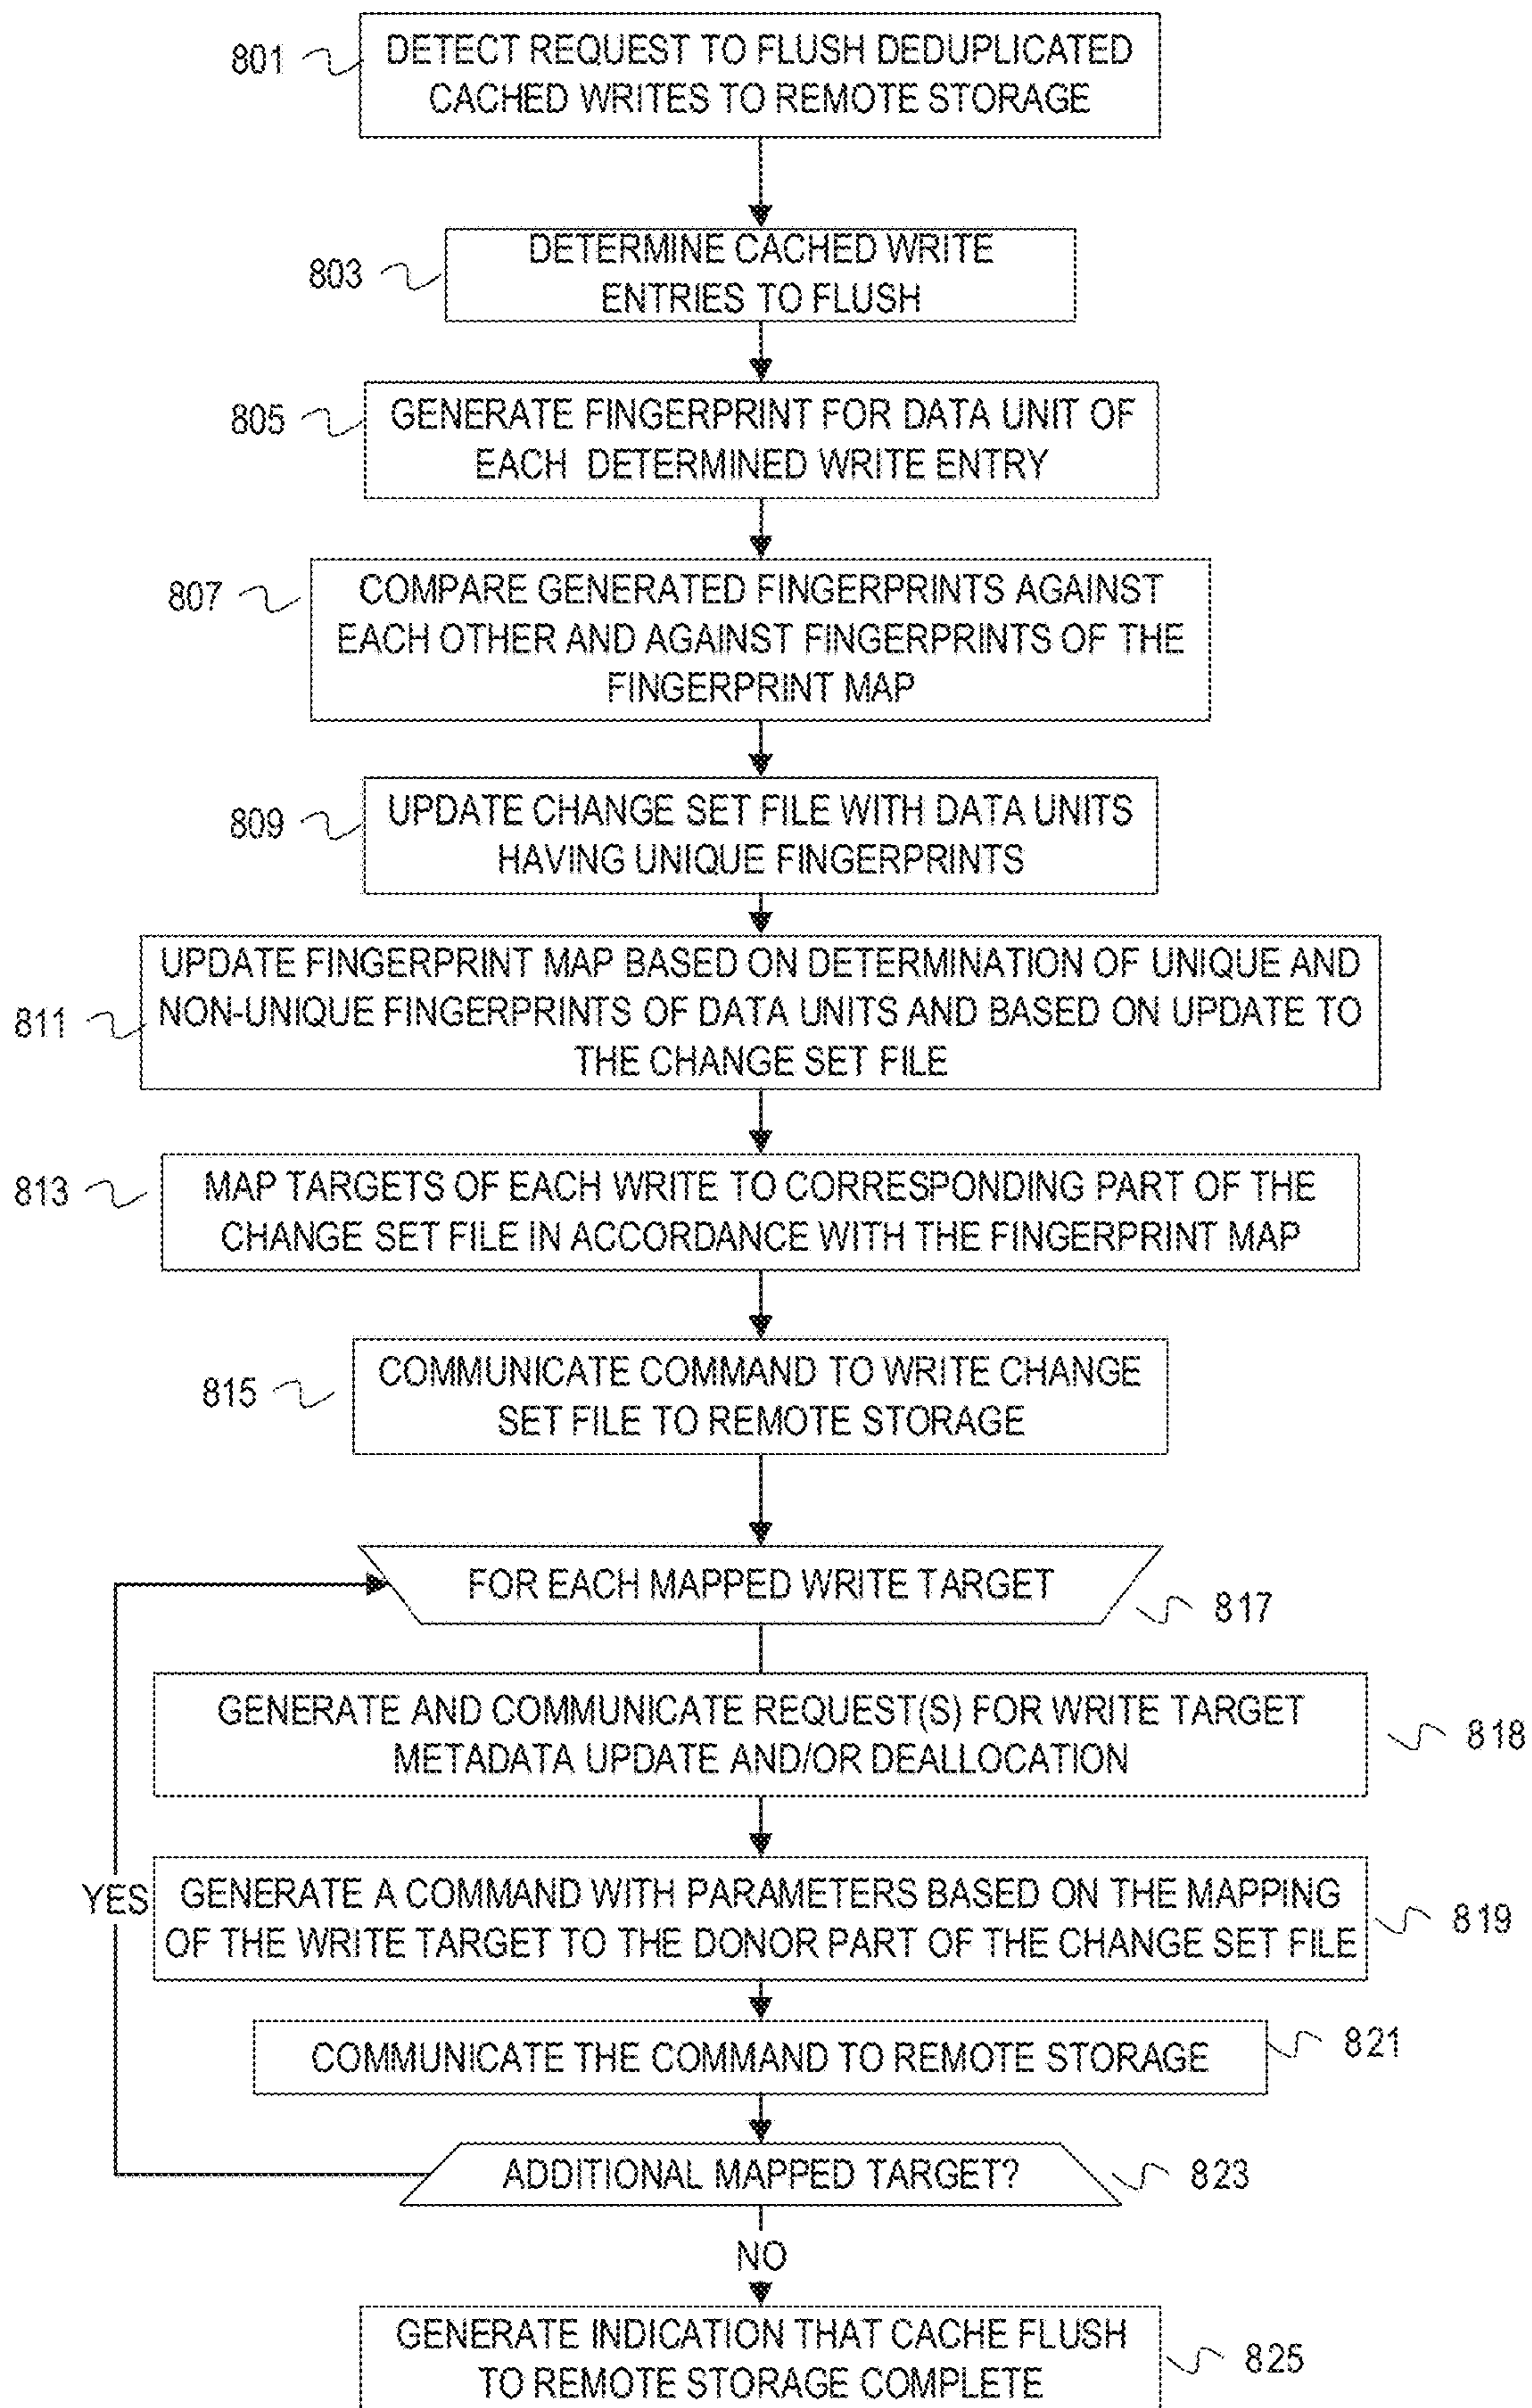 801
DETECT REQUEST TO FLUSH DEDUPLICATED
CACHED WRITES TO REMOTE STORAGE
803
DETERMINE CACHED WRITE
ENTRIES TO FLUSH
805
GENERATE FINGERPRINT FOR DATA UNIT OF
EACH DETERMINED WRITE ENTRY
807
COMPARE GENERATED FINGERPRINTS AGAINST
EACH OTHER AND AGAINST FINGERPRINTS OF THE
FINGERPRINT MAP
809
UPDATE CHANGE SET FILE WITH DATA UNITS
HAVING UNIQUE FINGERPRINTS
811
UPDATE FINGERPRINT MAP BASED ON DETERMINATION OF UNIQUE AND
NON-UNIQUE FINGERPRINTS OF DATA UNITS AND BASED ON UPDATE TO
THE CHANGE SET FILE
813
MAP TARGETS OF EACH WRITE TO CORRESPONDING PART OF THE
CHANGE SET FILE IN ACCORDANCE WITH THE FINGERPRINT MAP
815
COMMUNICATE COMMAND TO WRITE CHANGE
SET FILE TO REMOTE STORAGE
FOR EACH MAPPED WRITE TARGET
817
GENERATE AND COMMUNICATE REQUEST(S) FOR WRITE TARGET
METADATA UPDATE AND/OR DEALLOCATION
818
YES
GENERATE A COMMAND WITH PARAMETERS BASED ON THE MAPPING
OF THE WRITE TARGET TO THE DONOR PART OF THE CHANGE SET FILE
819
COMMUNICATE THE COMMAND TO REMOTE STORAGE
821
ADDITIONAL MAPPED TARGET?
823
NO
GENERATE INDICATION THAT CACHE FLUSH
TO REMOTE STORAGE COMPLETE
825